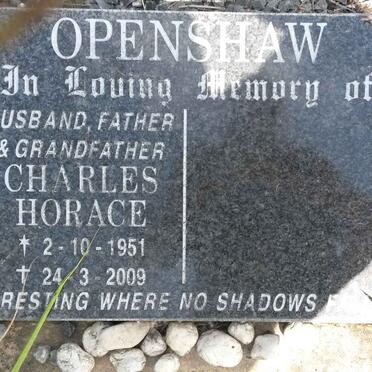 OPENSHAW
In Loving Memory of
USBAND, FATHER
& GRANDFATHER
CHARLES
HORACE
* 2-10-1951
† 24-3-2009
RESTING WHERE NO SHADOWS F